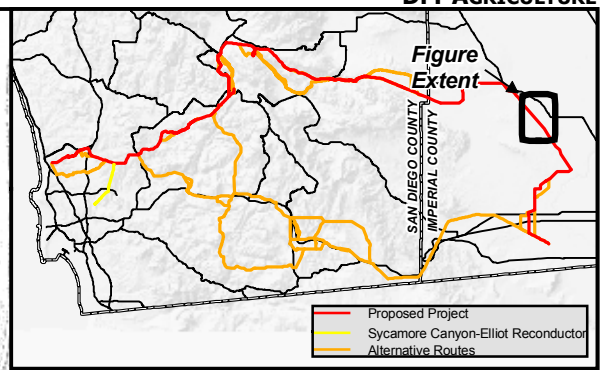 AGRICULTURE
Figure
Extent
SAN DIEGO COUNTY
IMPERIAL COUNTY
Proposed Project
Sycamore Canyon-Elliot Reconductor
Alternative Routes